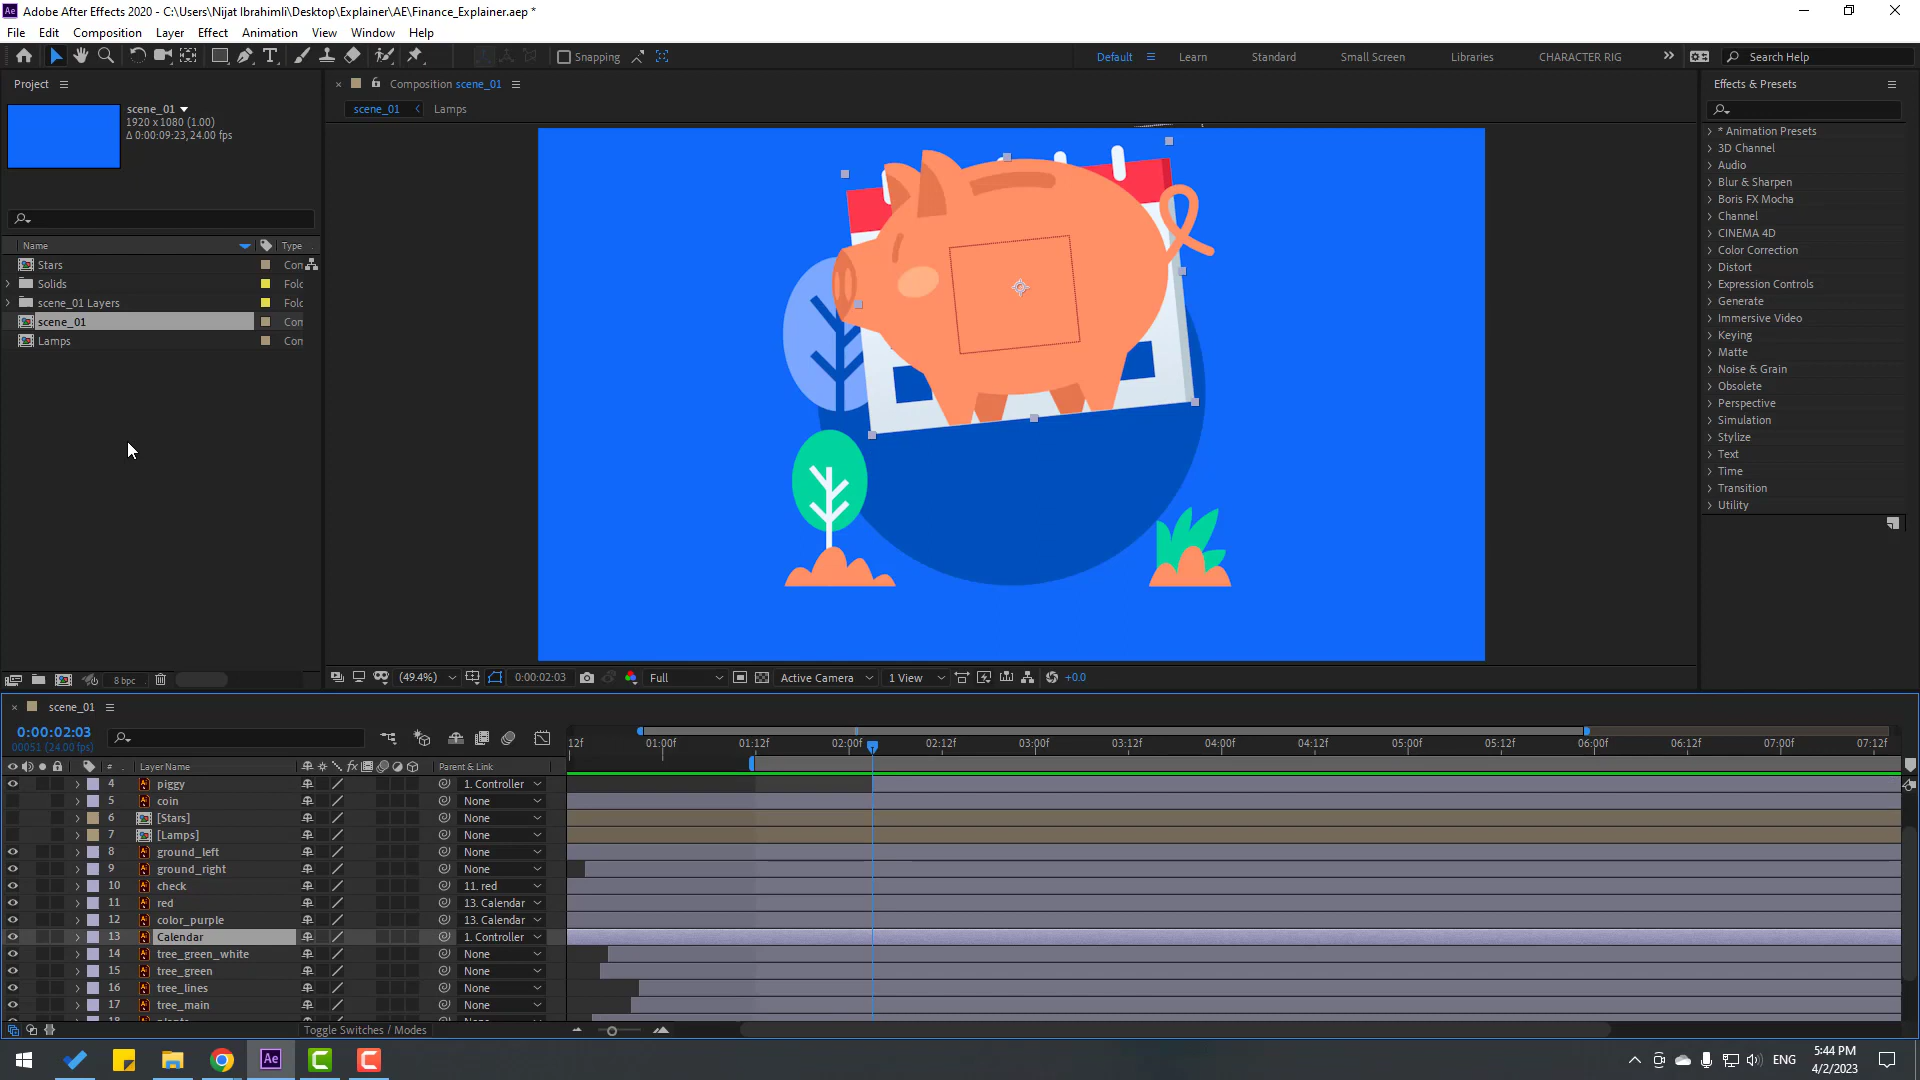 Adobe After Effects 2020 - C:\Users\Nijat Ibrahimli\Desktop\Explainer\AE\Finance_Explainer.aep *
File Edit Composition Layer Effect Animation View Window Help
Snapping Default Learn Standard Small Screen Libraries CHARACTER RIG Search Help
Project
scene_01
1920 x 1080 (1.00)
Δ 0:00:09:23, 24.00 fps
Name Type
Stars Con
Solids Folc
scene_01 Layers Folc
scene_01 Con
Lamps Con
8 bpc
Composition scene_01
scene_01 Lamps
(49.4%) 0:00:02:03 Full Active Camera 1 View +0.0
Effects & Presets
* Animation Presets
3D Channel
Audio
Blur & Sharpen
Boris FX Mocha
Channel
CINEMA 4D
Color Correction
Distort
Expression Controls
Generate
Immersive Video
Keying
Matte
Noise & Grain
Obsolete
Perspective
Simulation
Stylize
Text
Time
Transition
Utility
scene_01
0:00:02:03
00051 (24.00 fps)
12f 01:00f 01:12f 02:00f 02:12f 03:00f 03:12f 04:00f 04:12f 05:00f 05:12f 06:00f 06:12f 07:00f 07:12f
# Layer Name Parent & Link
4 piggy 1. Controller
5 coin None
6 [Stars] None
7 [Lamps] None
8 ground_left None
9 ground_right None
10 check 11. red
11 red 13. Calendar
12 color_purple 13. Calendar
13 Calendar 1. Controller
14 tree_green_white None
15 tree_green None
16 tree_lines None
17 tree_main None
Toggle Switches / Modes
Ae
ENG
5:44 PM
4/2/2023